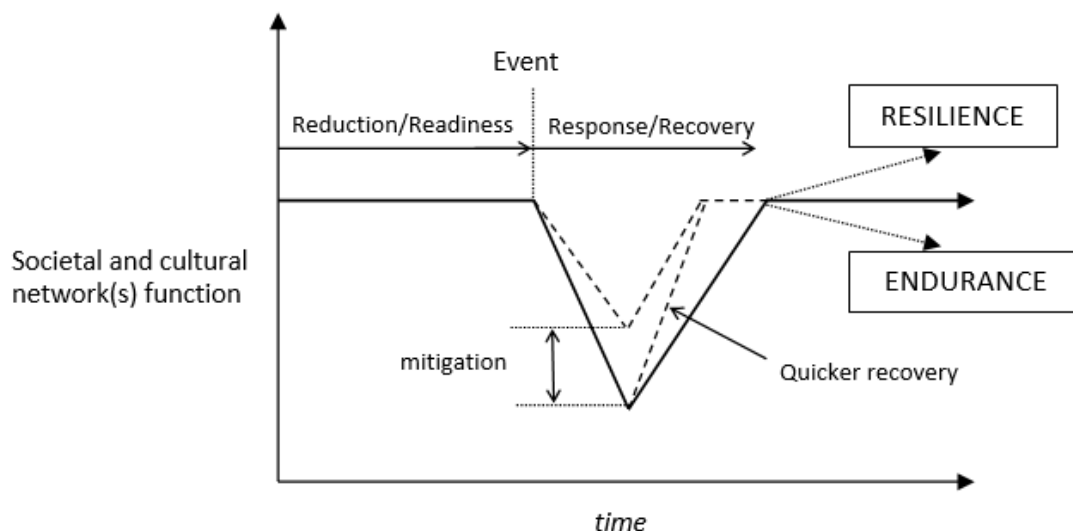 Event
Reduction/Readiness
Response/Recovery
RESILIENCE
Societal and cultural
network(s) function
ENDURANCE
mitigation
Quicker recovery
time